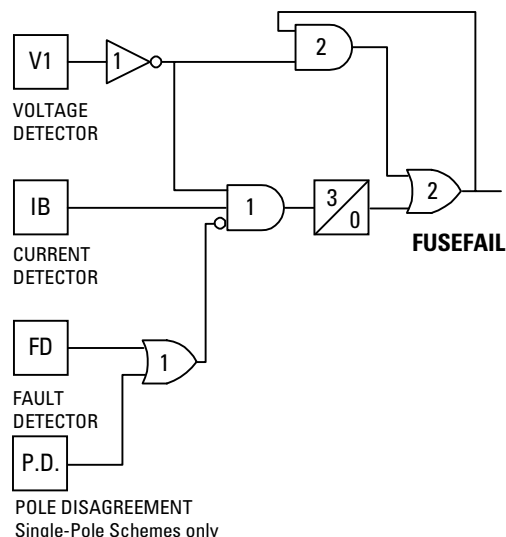 V1
1
2
VOLTAGE
DETECTOR
IB
1
3
0
2
FUSEFAIL
CURRENT
DETECTOR
FD
1
FAULT
DETECTOR
P.D.
POLE DISAGREEMENT
Single-Pole Schemes only